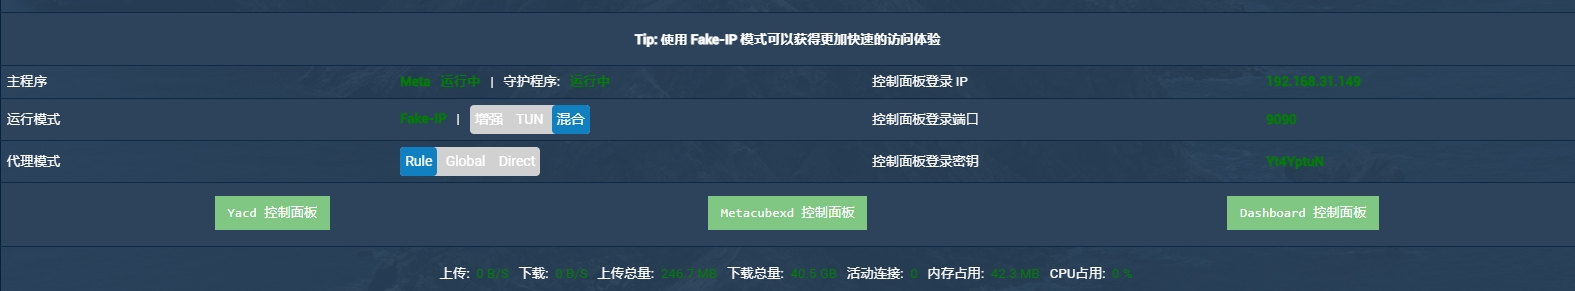 Tip: 使用 Fake-IP 模式可以获得更加快速的访问体验
主程序 Meta 运行中 | 守护程序: 运行中 控制面板登录 IP 192.168.31.149
运行模式 Fake-IP | 增强 TUN 混合 控制面板登录端口 9090
代理模式 Rule Global Direct 控制面板登录密钥 Yt4YptuN
Yacd 控制面板 Metacubexd 控制面板 Dashboard 控制面板
上传: 0 B/S 下载: 0 B/S 上传总量: 246.7 MB 下载总量: 40.5 GB 活动连接: 0 内存占用: 42.3 MB CPU占用: 0 %